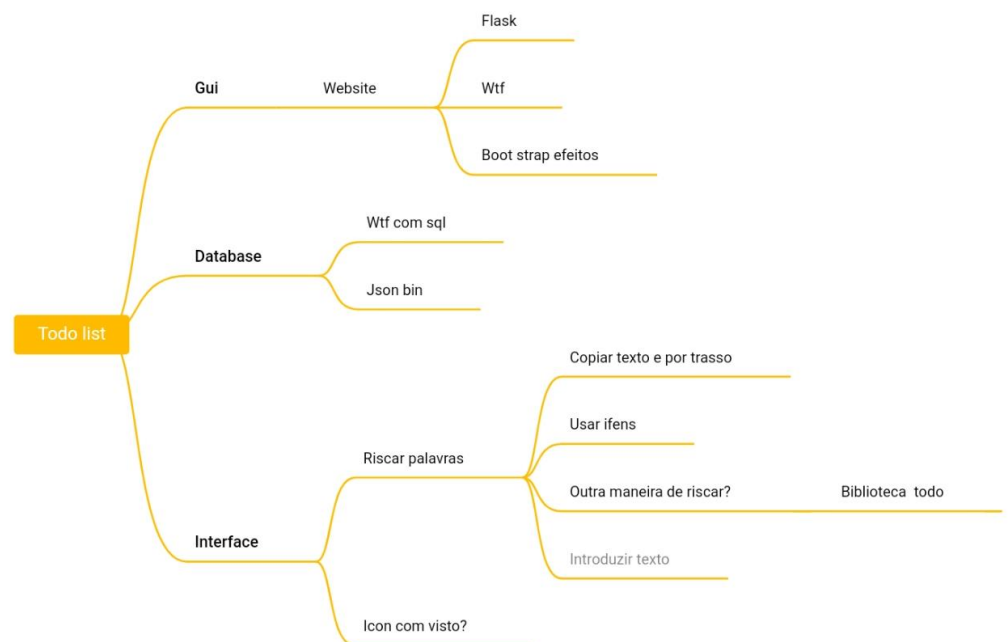 Todo list
Gui
Website
Flask
Wtf
Boot strap efeitos
Database
Wtf com sql
Json bin
Interface
Riscar palavras
Copiar texto e por trasso
Usar ifens
Outra maneira de riscar?
Biblioteca todo
Introduzir texto
Icon com visto?